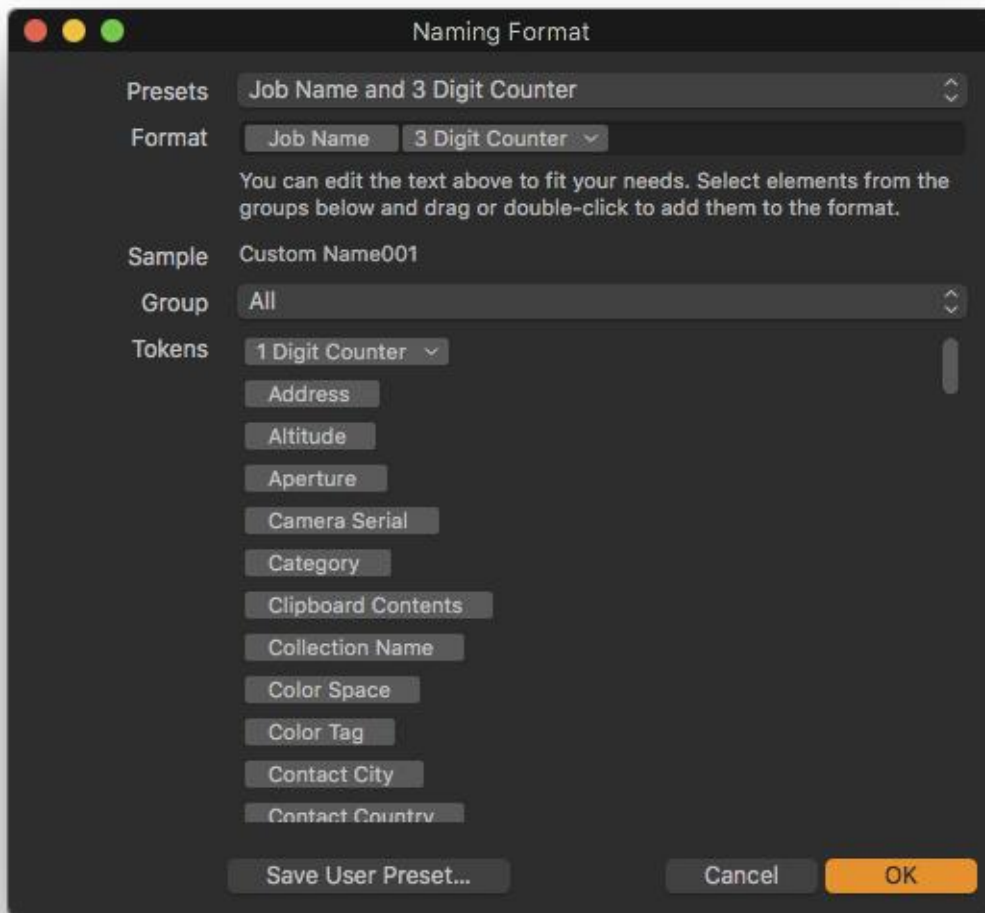 Naming Format
Presets Job Name and 3 Digit Counter
Format Job Name 3 Digit Counter
You can edit the text above to fit your needs. Select elements from the
groups below and drag or double-click to add them to the format.
Sample Custom Name001
Group All
Tokens 1 Digit Counter
Address
Altitude
Aperture
Camera Serial
Category
Clipboard Contents
Collection Name
Color Space
Color Tag
Contact City
Contact Country
Save User Preset... Cancel OK